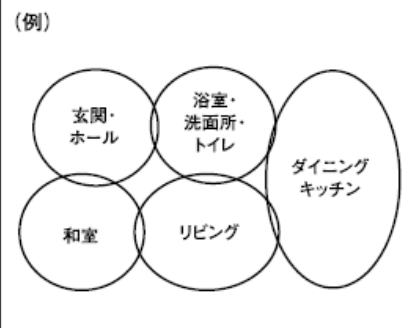 (例)
玄関・
ホール
浴室・
洗面所・
トイレ
ダイニング
キッチン
和室
リビング